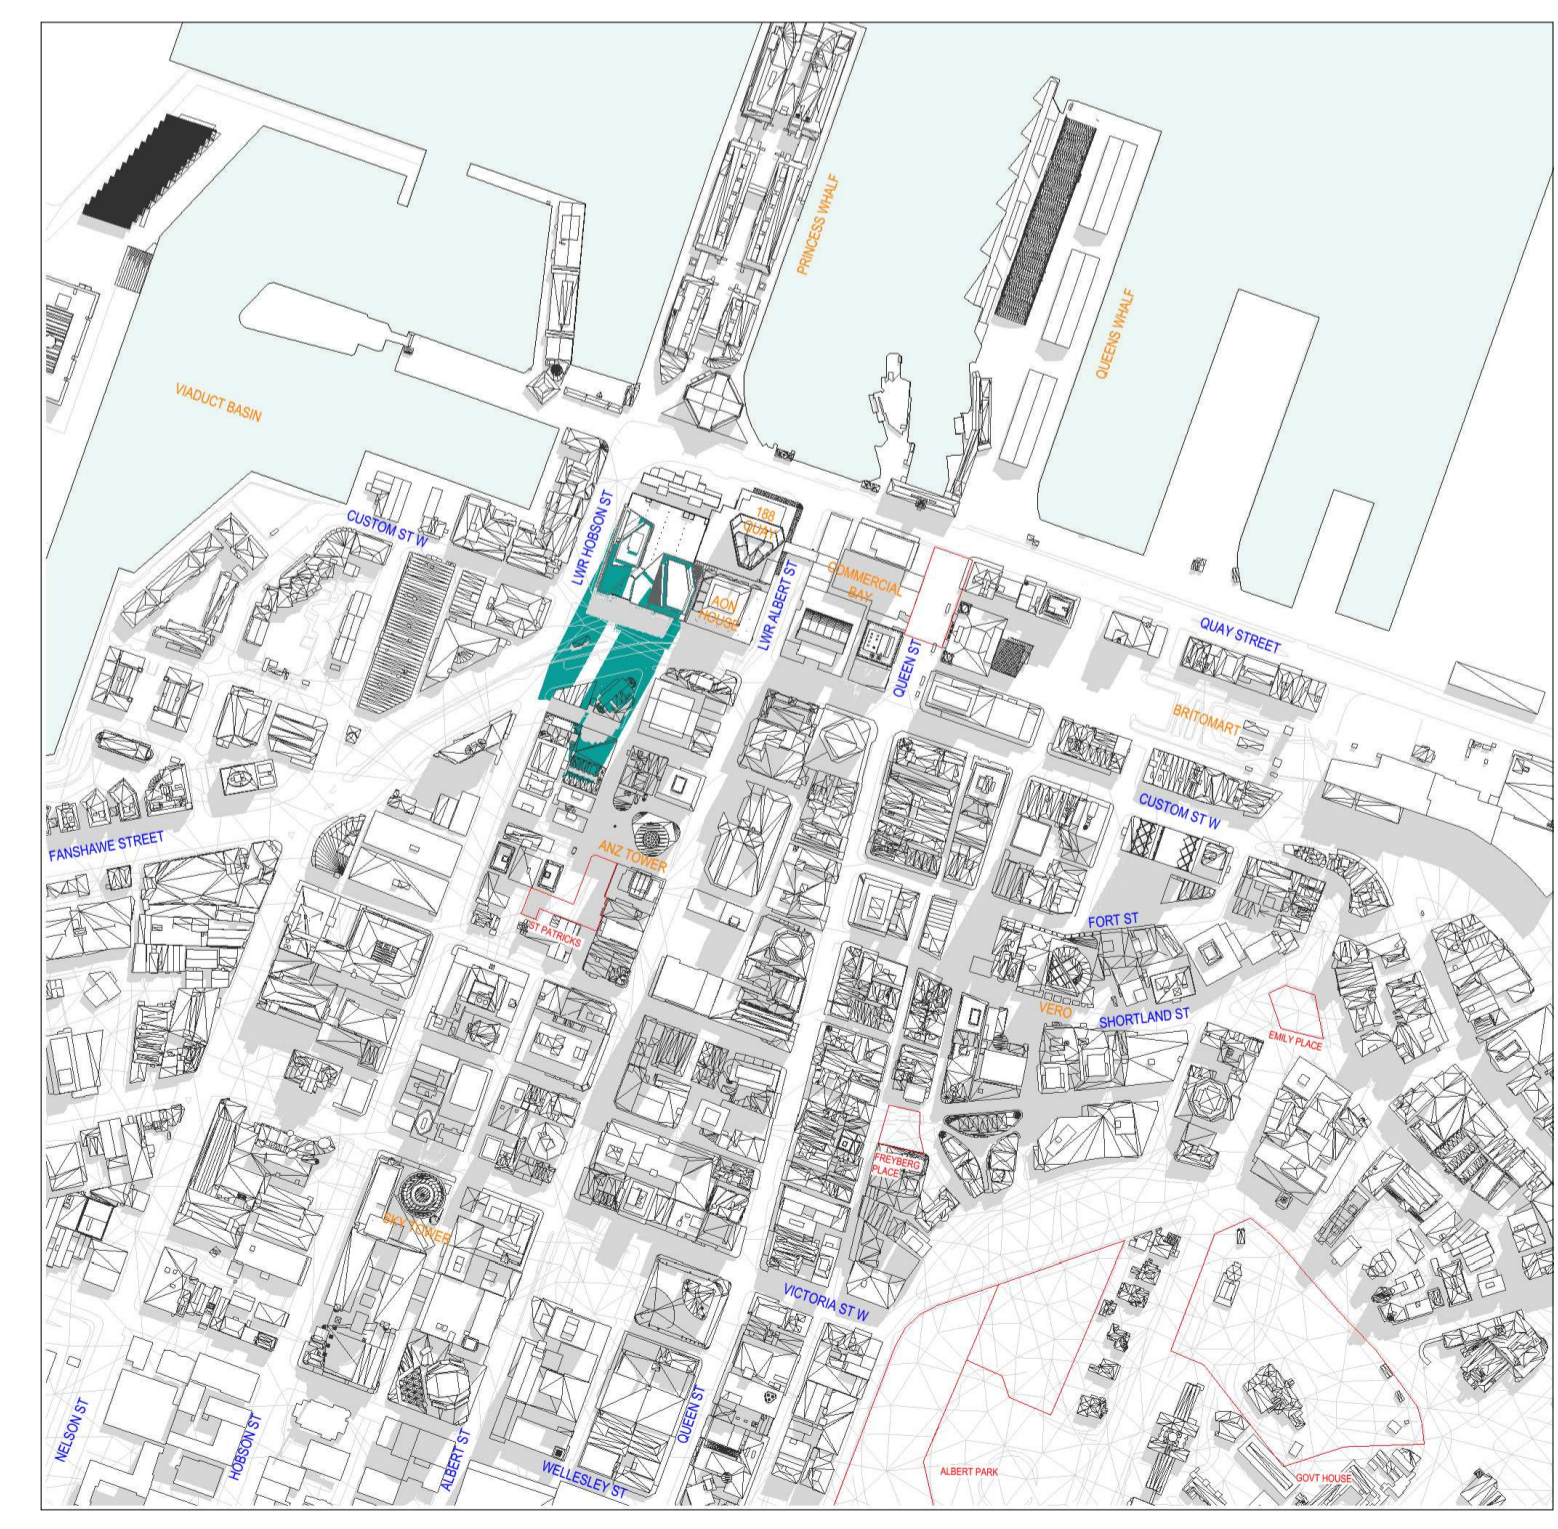 PRINCESS WHALF
QUEENS WHALF
VIADUCT BASIN
CUSTOM ST W
LWR HOBSON ST
188
QUAY
LWR ALBERT ST
COMMERCIAL
BAY
AON
HOUSE
QUEEN ST
QUAY STREET
BRITOMART
CUSTOM ST W
FANSHAWE STREET
ANZ TOWER
ST PATRICKS
FORT ST
VERO
SHORTLAND ST
EMILY PLACE
FREYBERG
PLACE
SKY TOWER
VICTORIA ST W
NELSON ST
HOBSON ST
ALBERT ST
WELLESLEY ST
QUEEN ST
ALBERT PARK
GOVT HOUSE